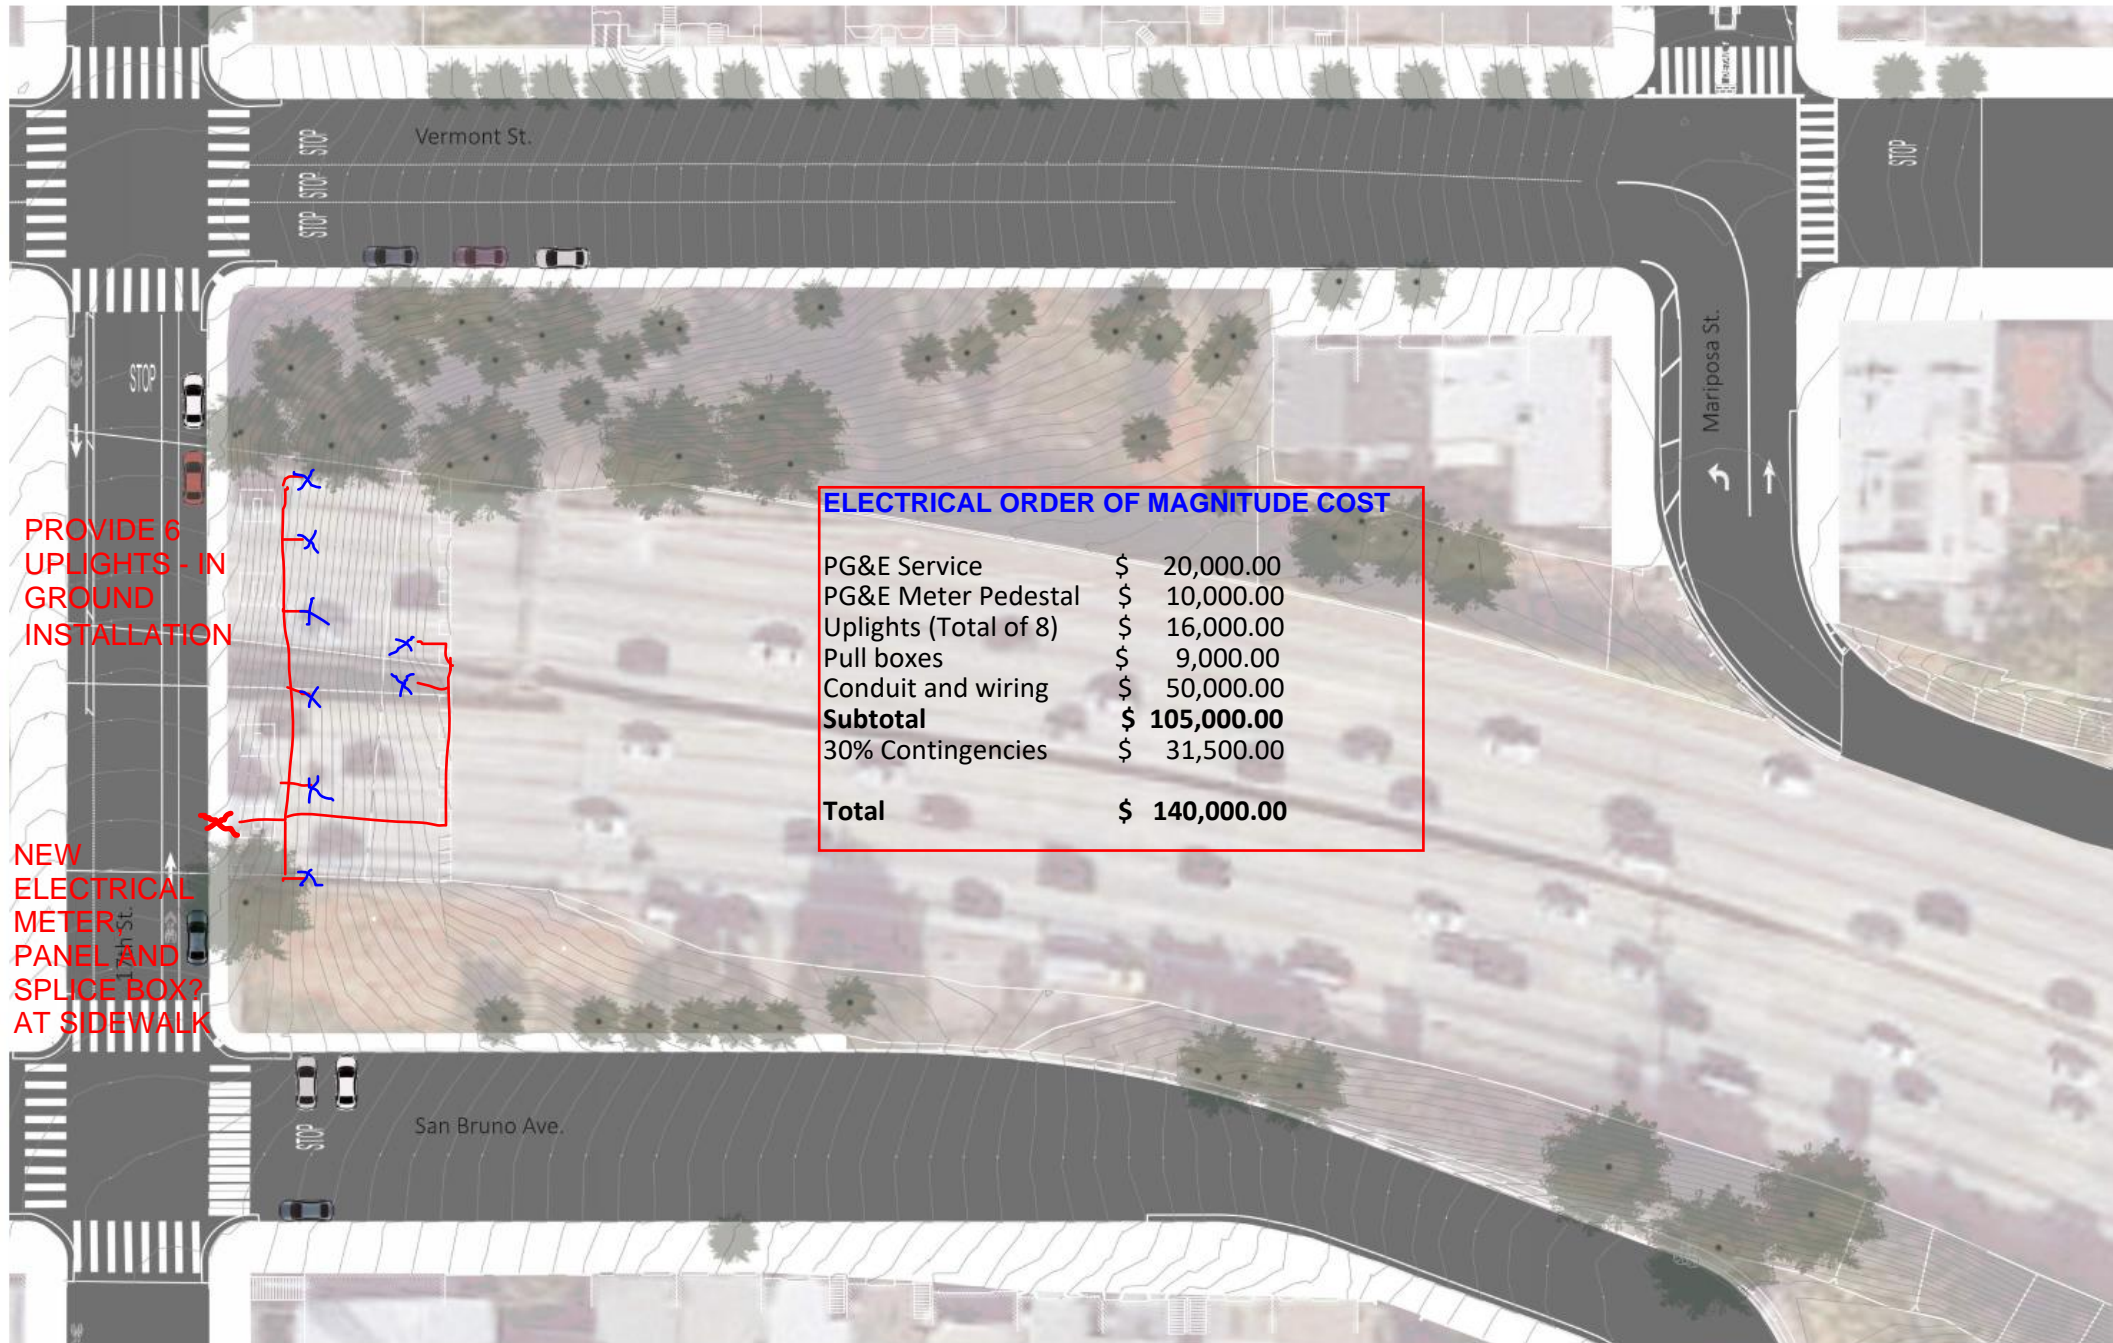 Vermont St.
STOP
STOP
STOP
STOP
STOP
Mariposa St.
PROVIDE 6
UPLIGHTS - IN
GROUND
INSTALLATION
ELECTRICAL ORDER OF MAGNITUDE COST
PG&E Service $ 20,000.00
PG&E Meter Pedestal $ 10,000.00
Uplights (Total of 8) $ 16,000.00
Pull boxes $ 9,000.00
Conduit and wiring $ 50,000.00
Subtotal $ 105,000.00
30% Contingencies $ 31,500.00
Total $ 140,000.00
NEW
ELECTRICAL
METER,
PANEL AND
SPLICE BOX?
AT SIDEWALK
17th St.
San Bruno Ave.
STOP